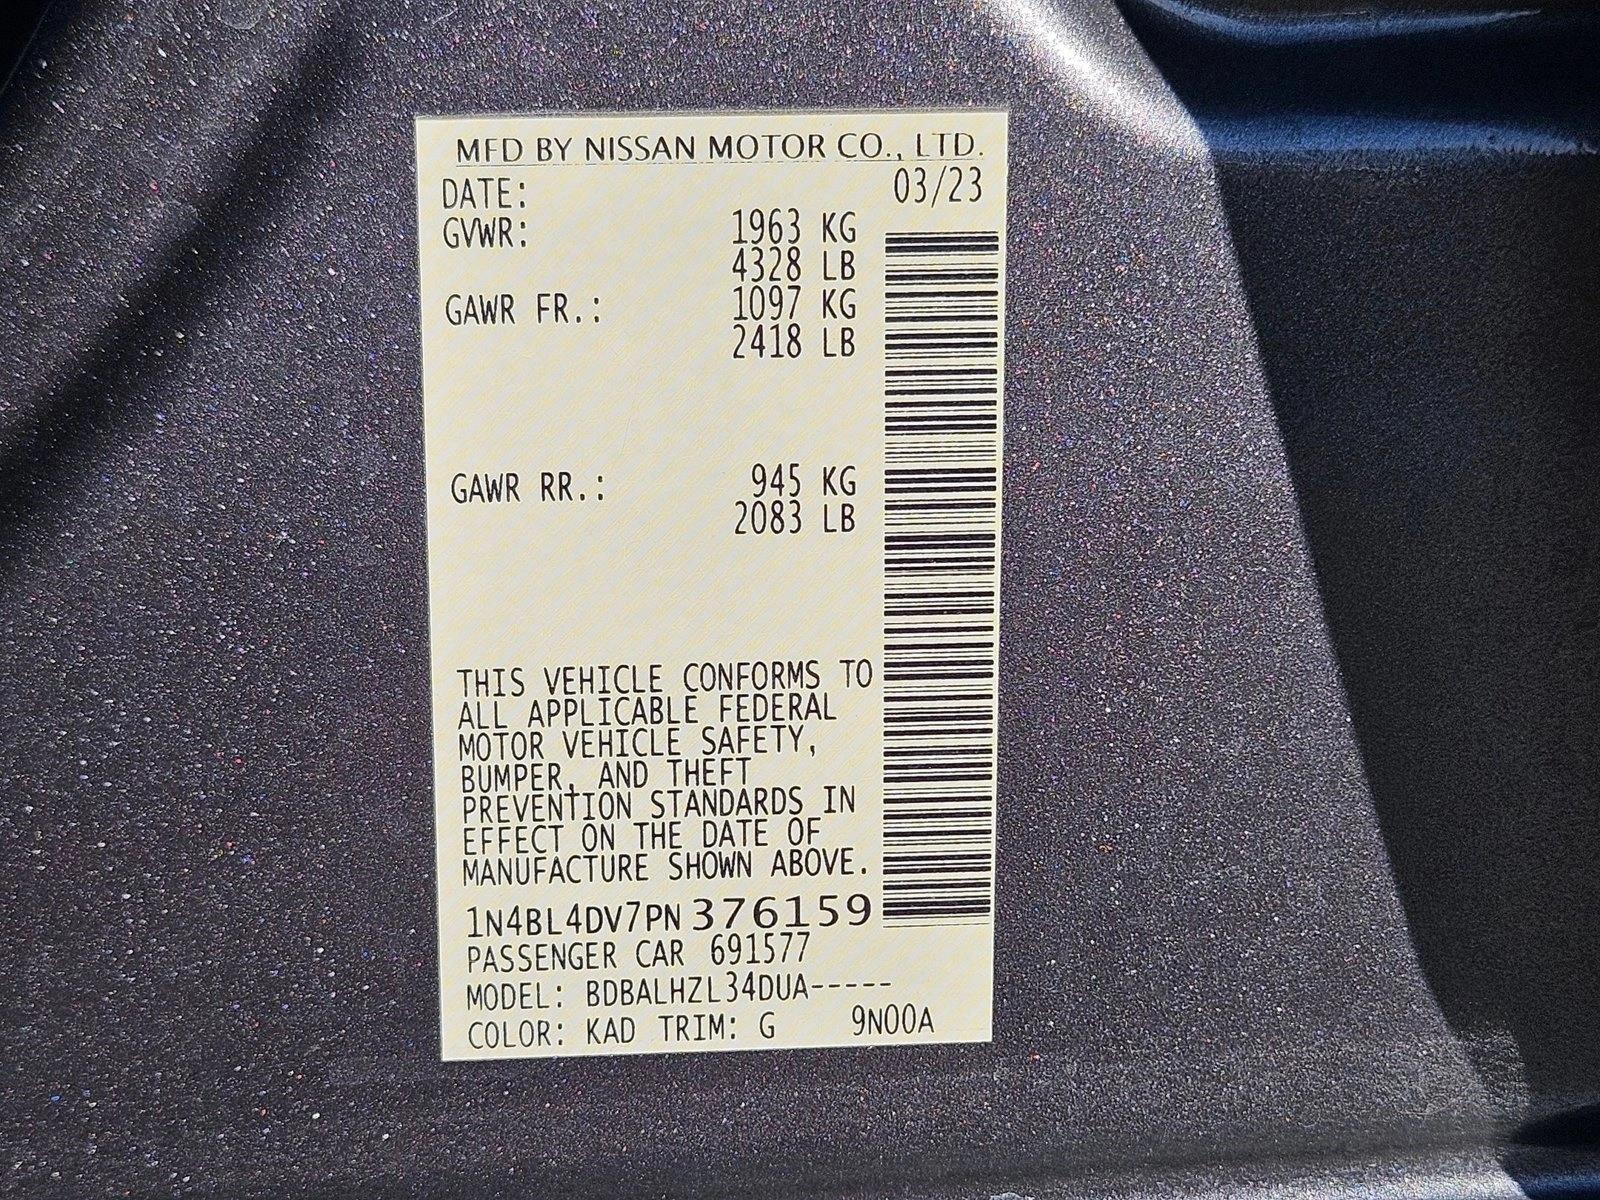 MFD BY NISSAN MOTOR CO., LTD.
DATE: 03/23
GVWR: 1963 KG
4328 LB
GAWR FR.: 1097 KG
2418 LB
GAWR RR.: 945 KG
2083 LB
THIS VEHICLE CONFORMS TO
ALL APPLICABLE FEDERAL
MOTOR VEHICLE SAFETY,
BUMPER, AND THEFT
PREVENTION STANDARDS IN
EFFECT ON THE DATE OF
MANUFACTURE SHOWN ABOVE.
1N4BL4DV7PN376159
PASSENGER CAR 691577
MODEL: BDBALHZL34DUA-----
COLOR: KAD TRIM: G 9N00A